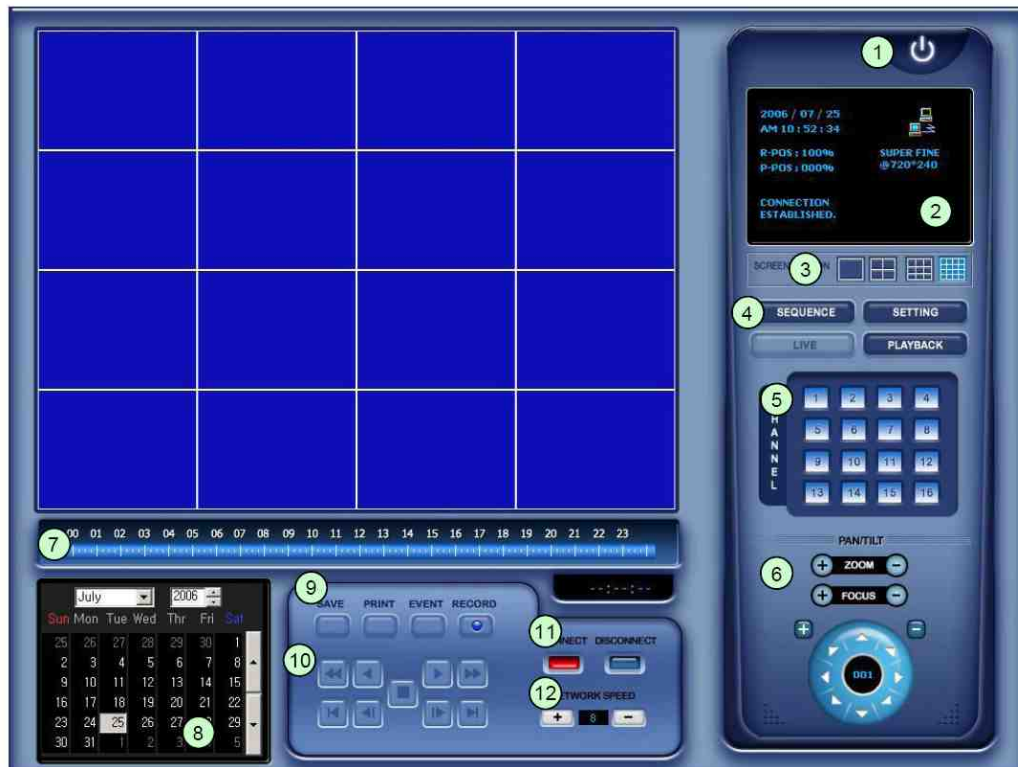 1
2006 / 07 / 25
AM 10 : 52 : 34
R-POS : 100%
P-POS : 000%
SUPER FINE
@720*240
CONNECTION
ESTABLISHED.
2
SCREEN
3
4
SEQUENCE
SETTING
LIVE
PLAYBACK
5
HANNEL
1 2 3 4
5 6 7 8
9 10 11 12
13 14 15 16
PAN/TILT
6
+ ZOOM -
+ FOCUS -
+ -
001
7
00 01 02 03 04 05 06 07 08 09 10 11 12 13 14 15 16 17 18 19 20 21 22 23
--:--:--
July 2006
Sun Mon Tue Wed Thr Fri Sat
25 26 27 28 29 30 1
2 3 4 5 6 7 8
9 10 11 12 13 14 15
16 17 18 19 20 21 22
23 24 25 26 27 29
30 31 1 2 3 5
8
9
SAVE PRINT EVENT RECORD
10
11
NNECT DISCONNECT
12
NETWORK SPEED
+ 8 -